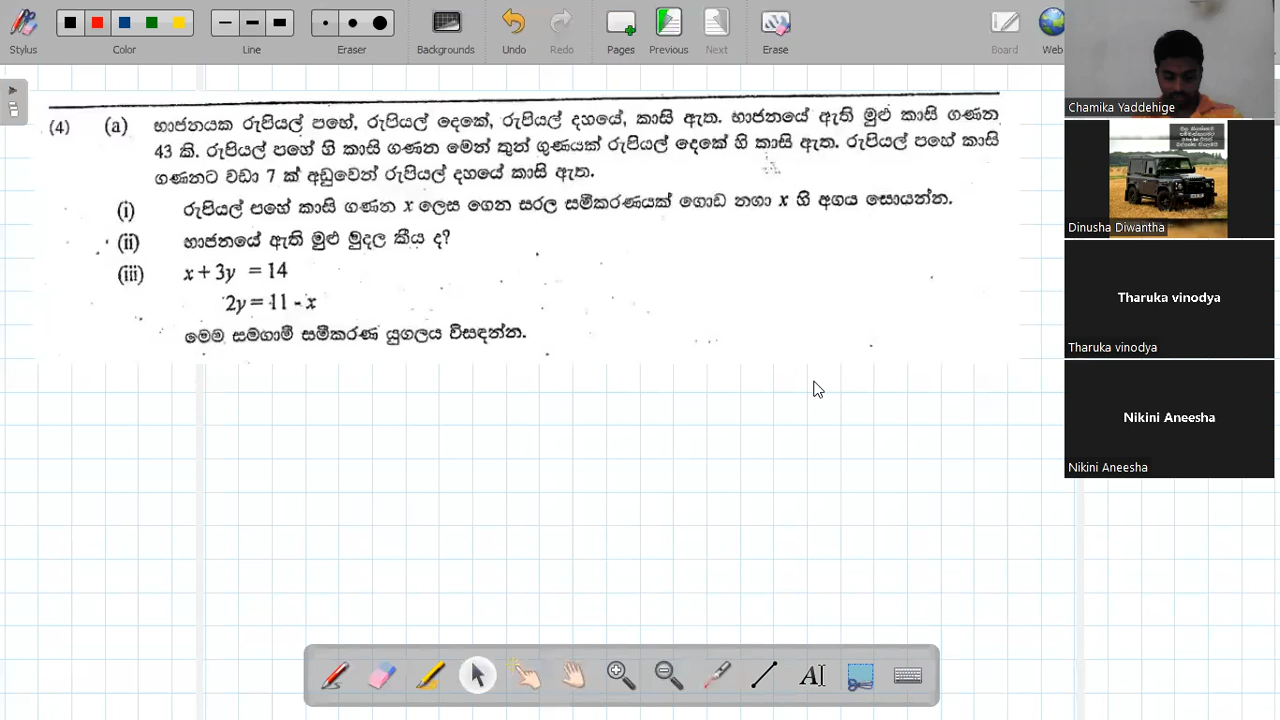 Stylus Color Line Eraser Backgrounds Undo Redo Pages Previous Next Erase Board Web
(4) (a) භාජනයක රුපියල් පහේ, රුපියල් දෙකේ, රුපියල් දහයේ, කාසි ඇත. භාජනයේ ඇති මුළු කාසි ගණන
43 කි. රුපියල් පහේ හි කාසි ගණන මෙන් තුන් ගුණයක් රුපියල් දෙකේ හි කාසි ඇත. රුපියල් පහේ කාසි
ගණනට වඩා 7 ක් අඩුවෙන් රුපියල් දහයේ කාසි ඇත.
(i) රුපියල් පහේ කාසි ගණන x ලෙස ගෙන සරල සමීකරණයක් ගොඩ නගා x හි අගය සොයන්න.
(ii) භාජනයේ ඇති මුළු මුදල කීය ද?
(iii) x + 3y = 14
2y = 11 - x
මෙම සමගාමී සමීකරණ යුගලය විසඳන්න.
Chamika Yaddehige
Dinusha Diwantha
Tharuka vinodya
Tharuka vinodya
Nikini Aneesha
Nikini Aneesha